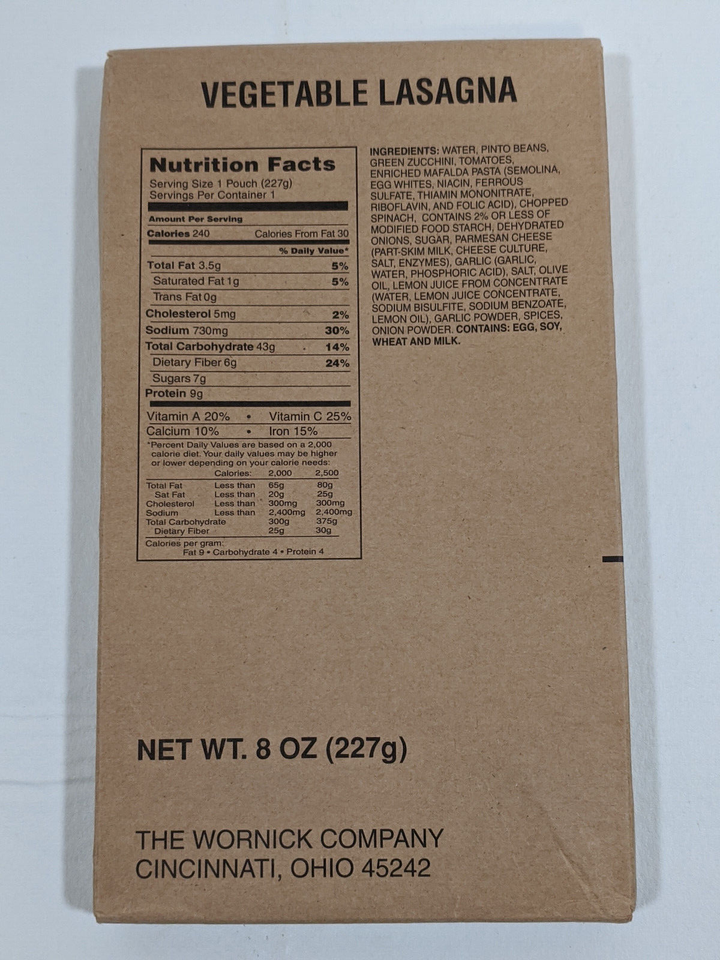 VEGETABLE LASAGNA
Nutrition Facts
Serving Size 1 Pouch (227g)
Servings Per Container 1
Amount Per Serving
Calories 240 Calories From Fat 30
% Daily Value*
Total Fat 3.5g 5%
Saturated Fat 1g 5%
Trans Fat 0g
Cholesterol 5mg 2%
Sodium 730mg 30%
Total Carbohydrate 43g 14%
Dietary Fiber 6g 24%
Sugars 7g
Protein 9g
Vitamin A 20% • Vitamin C 25%
Calcium 10% • Iron 15%
*Percent Daily Values are based on a 2,000
calorie diet. Your daily values may be higher
or lower depending on your calorie needs:
Calories: 2,000 2,500
Total Fat Less than 65g 80g
Sat Fat Less than 20g 25g
Cholesterol Less than 300mg 300mg
Sodium Less than 2,400mg 2,400mg
Total Carbohydrate 300g 375g
Dietary Fiber 25g 30g
Calories per gram:
Fat 9 • Carbohydrate 4 • Protein 4
INGREDIENTS: WATER, PINTO BEANS,
GREEN ZUCCHINI, TOMATOES,
ENRICHED MAFALDA PASTA (SEMOLINA,
EGG WHITES, NIACIN, FERROUS
SULFATE, THIAMIN MONONITRATE,
RIBOFLAVIN, AND FOLIC ACID), CHOPPED
SPINACH, CONTAINS 2% OR LESS OF
MODIFIED FOOD STARCH, DEHYDRATED
ONIONS, SUGAR, PARMESAN CHEESE
(PART-SKIM MILK, CHEESE CULTURE,
SALT, ENZYMES), GARLIC (GARLIC,
WATER, PHOSPHORIC ACID), SALT, OLIVE
OIL, LEMON JUICE FROM CONCENTRATE
(WATER, LEMON JUICE CONCENTRATE,
SODIUM BISULFITE, SODIUM BENZOATE,
LEMON OIL), GARLIC POWDER, SPICES,
ONION POWDER. CONTAINS: EGG, SOY,
WHEAT AND MILK.
NET WT. 8 OZ (227g)
THE WORNICK COMPANY
CINCINNATI, OHIO 45242